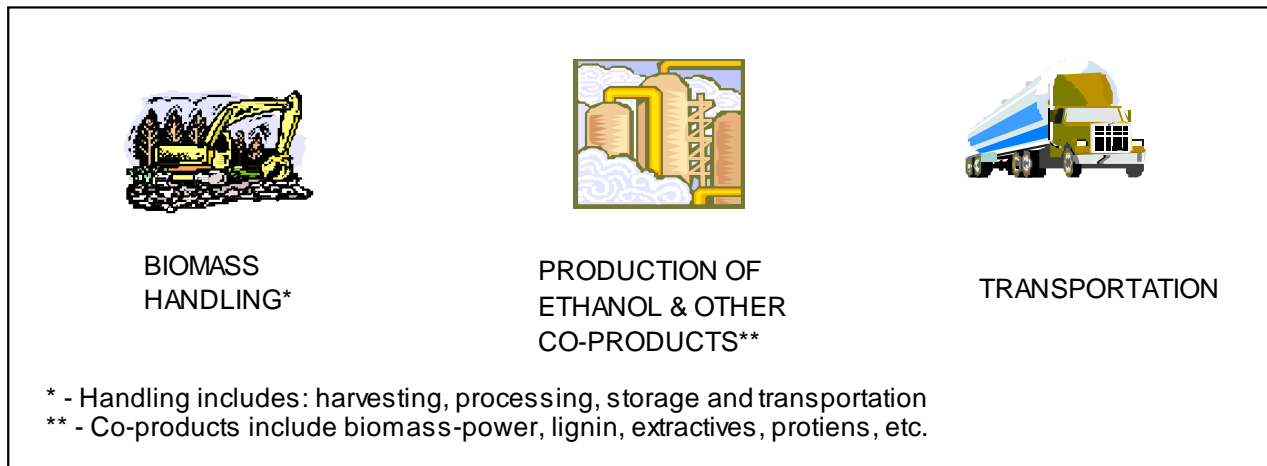 BIOMASS
HANDLING*
PRODUCTION OF
ETHANOL & OTHER
CO-PRODUCTS**
TRANSPORTATION
* - Handling includes: harvesting, processing, storage and transportation
** - Co-products include biomass-power, lignin, extractives, protiens, etc.